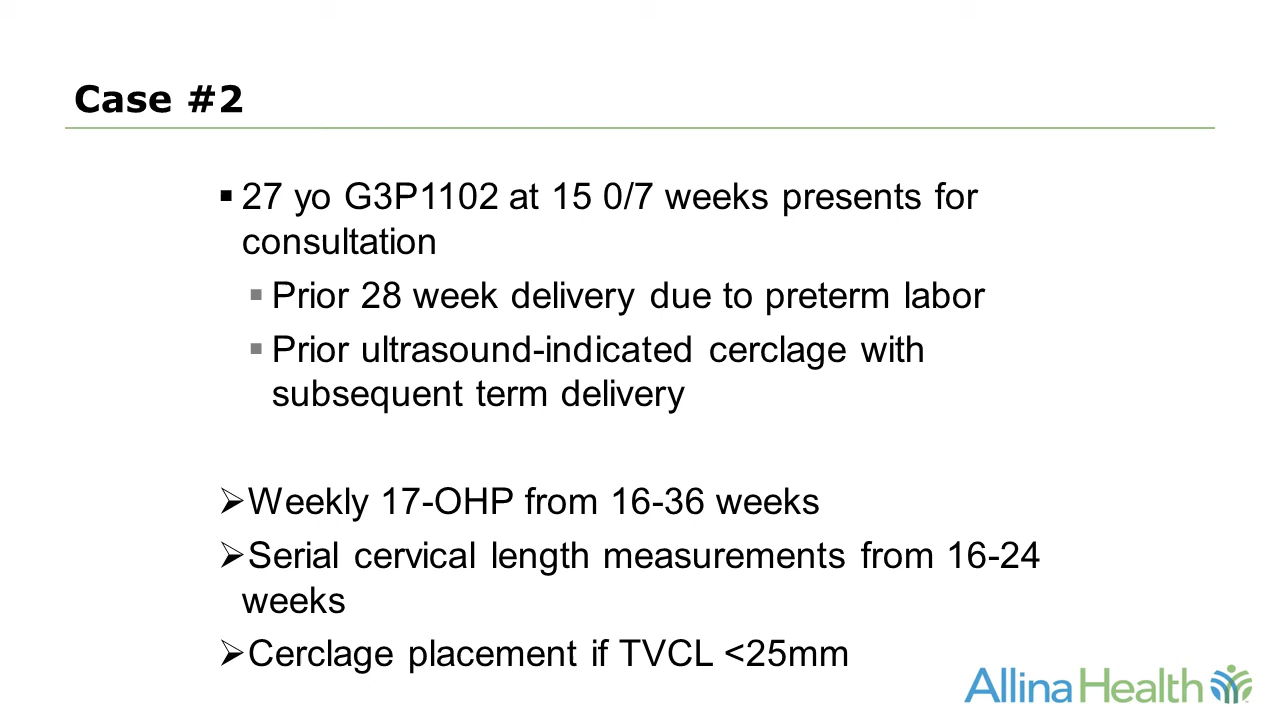 Case #2
▪ 27 yo G3P1102 at 15 0/7 weeks presents for
consultation
▪ Prior 28 week delivery due to preterm labor
▪ Prior ultrasound-indicated cerclage with
subsequent term delivery
➢Weekly 17-OHP from 16-36 weeks
➢Serial cervical length measurements from 16-24
weeks
➢Cerclage placement if TVCL <25mm
Allina Health